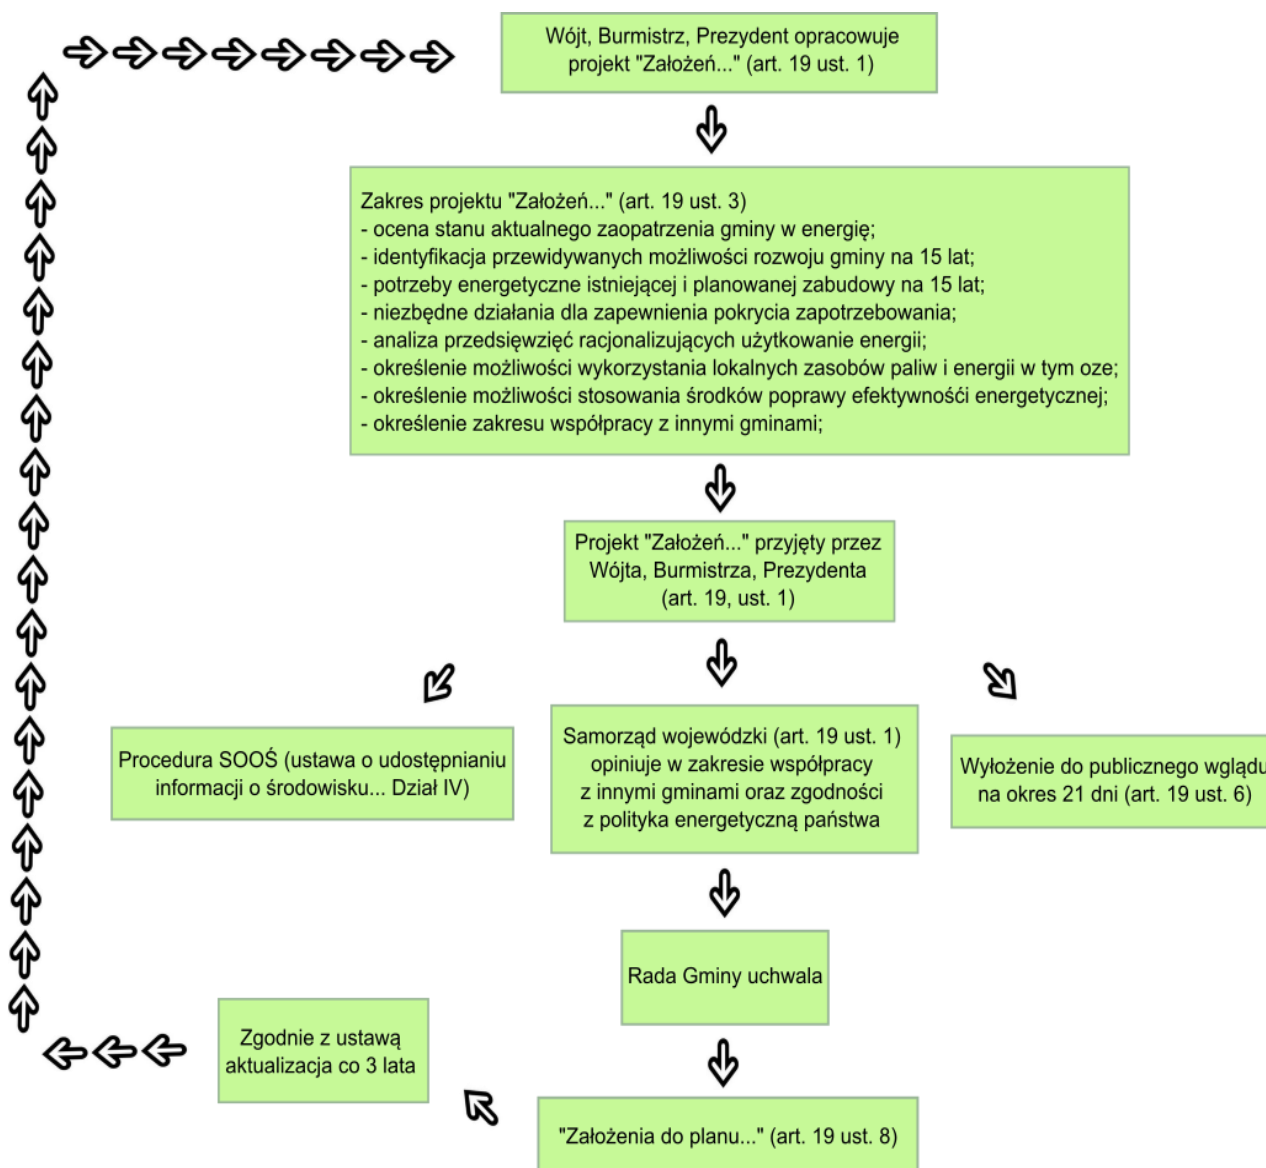 Wójt, Burmistrz, Prezydent opracowuje
projekt "Założeń..." (art. 19 ust. 1)
Zakres projektu "Założeń..." (art. 19 ust. 3)
- ocena stanu aktualnego zaopatrzenia gminy w energię;
- identyfikacja przewidywanych możliwości rozwoju gminy na 15 lat;
- potrzeby energetyczne istniejącej i planowanej zabudowy na 15 lat;
- niezbędne działania dla zapewnienia pokrycia zapotrzebowania;
- analiza przedsięwzięć racjonalizujących użytkowanie energii;
- określenie możliwości wykorzystania lokalnych zasobów paliw i energii w tym oze;
- określenie możliwości stosowania środków poprawy efektywnośći energetycznej;
- określenie zakresu współpracy z innymi gminami;
Projekt "Założeń..." przyjęty przez
Wójta, Burmistrza, Prezydenta
(art. 19, ust. 1)
Procedura SOOŚ (ustawa o udostępnianiu
informacji o środowisku... Dział IV)
Samorząd wojewódzki (art. 19 ust. 1)
opiniuje w zakresie współpracy
z innymi gminami oraz zgodności
z polityka energetyczną państwa
Wyłożenie do publicznego wglądu
na okres 21 dni (art. 19 ust. 6)
Rada Gminy uchwala
Zgodnie z ustawą
aktualizacja co 3 lata
"Założenia do planu..." (art. 19 ust. 8)